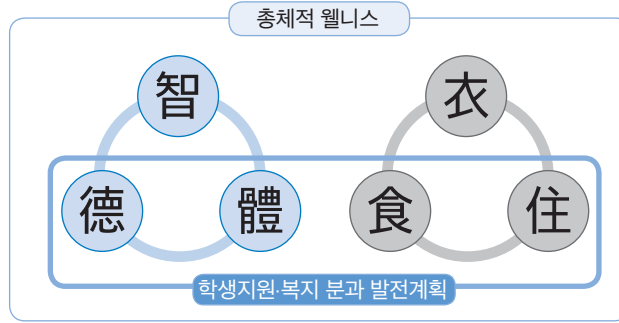 총체적 웰니스
智 衣
德 體 食 住
학생지원·복지 분과 발전계획